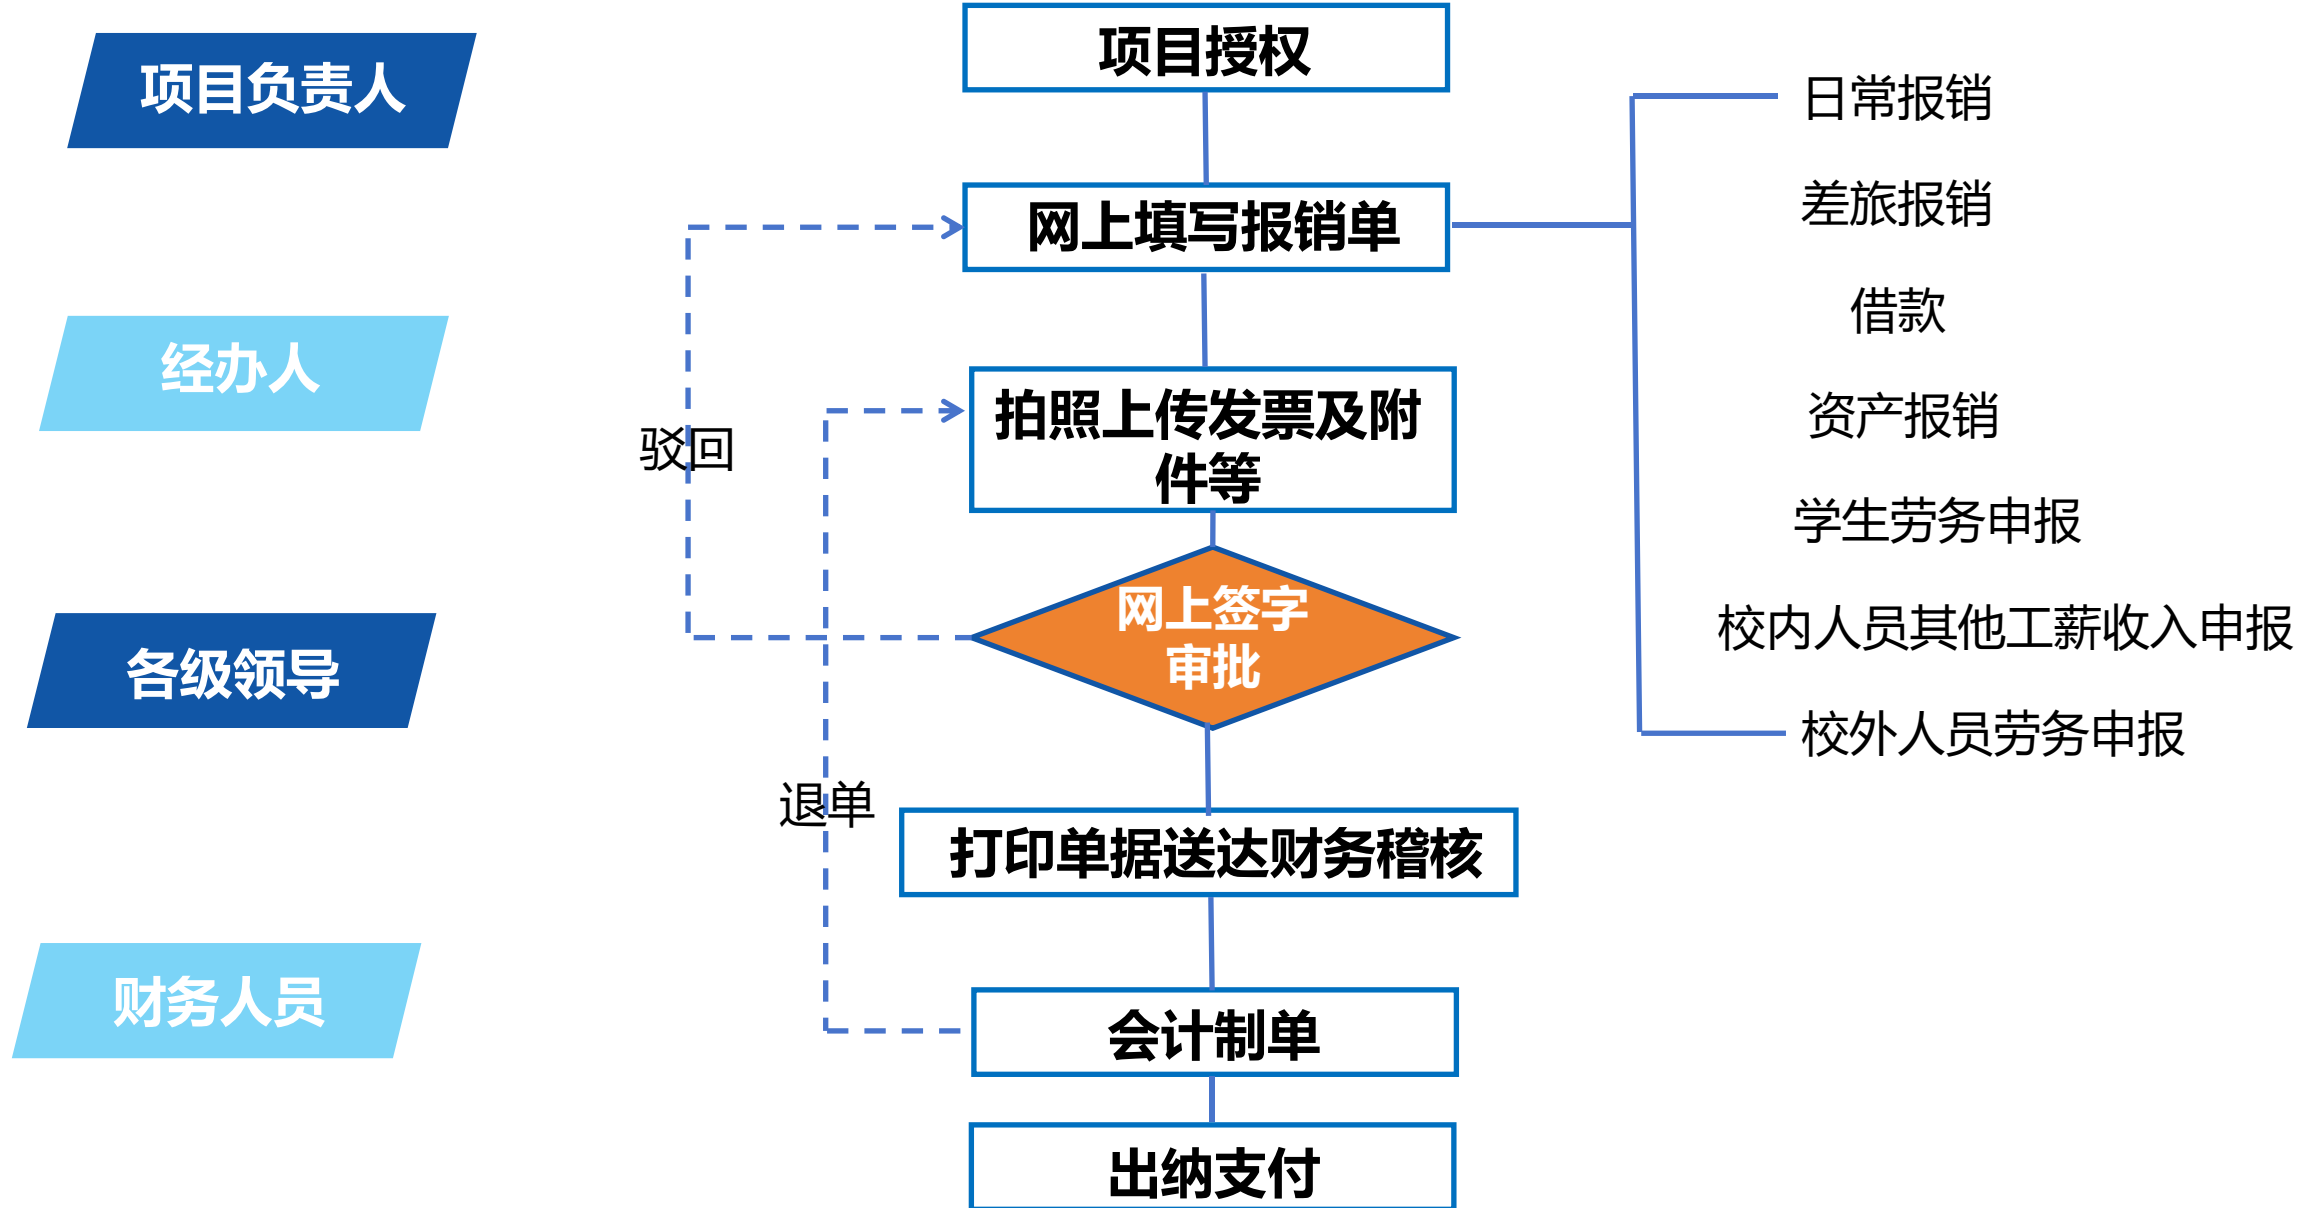 项目负责人
经办人
各级领导
财务人员
项目授权
网上填写报销单
拍照上传发票及附
件等
网上签字
审批
打印单据送达财务稽核
会计制单
出纳支付
驳回
退单
日常报销
差旅报销
借款
资产报销
学生劳务申报
校内人员其他工薪收入申报
校外人员劳务申报